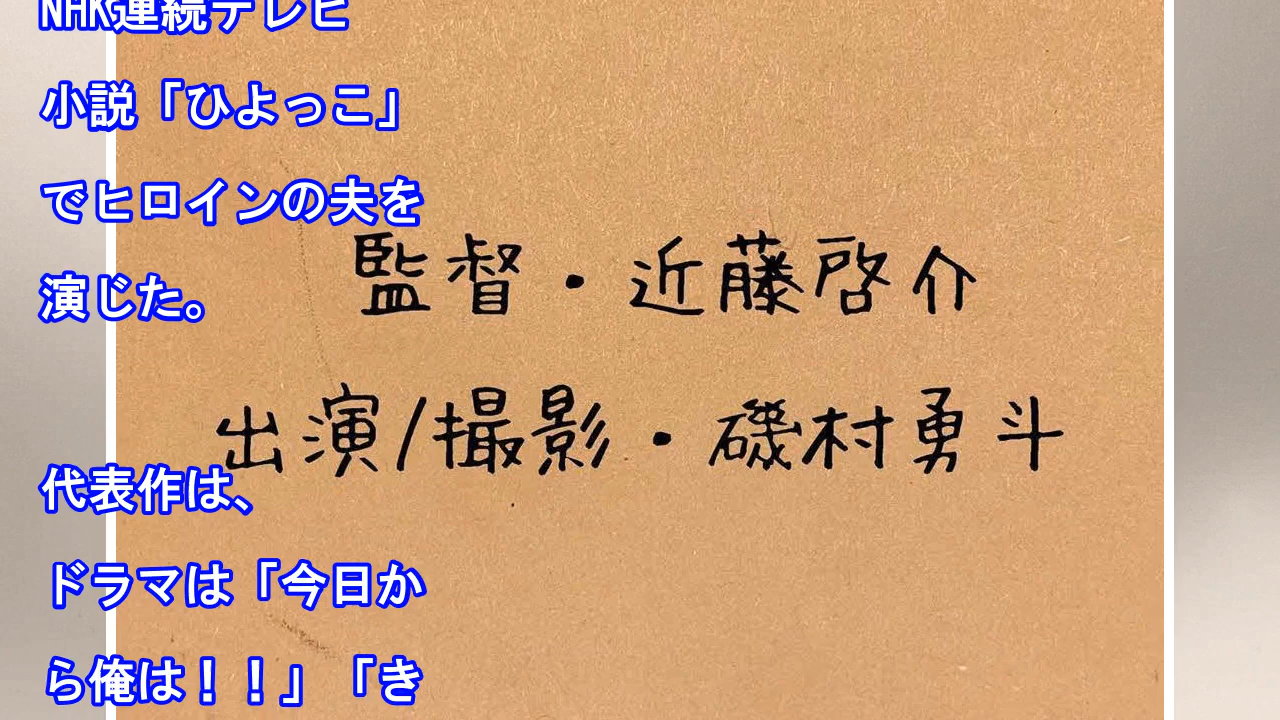 NHK連続テレビ
小説「ひよっこ」
でヒロインの夫を
演じた。
監督・近藤啓介
出演/撮影・磯村勇斗
代表作は、
ドラマは「今日か
ら俺は！！」「き